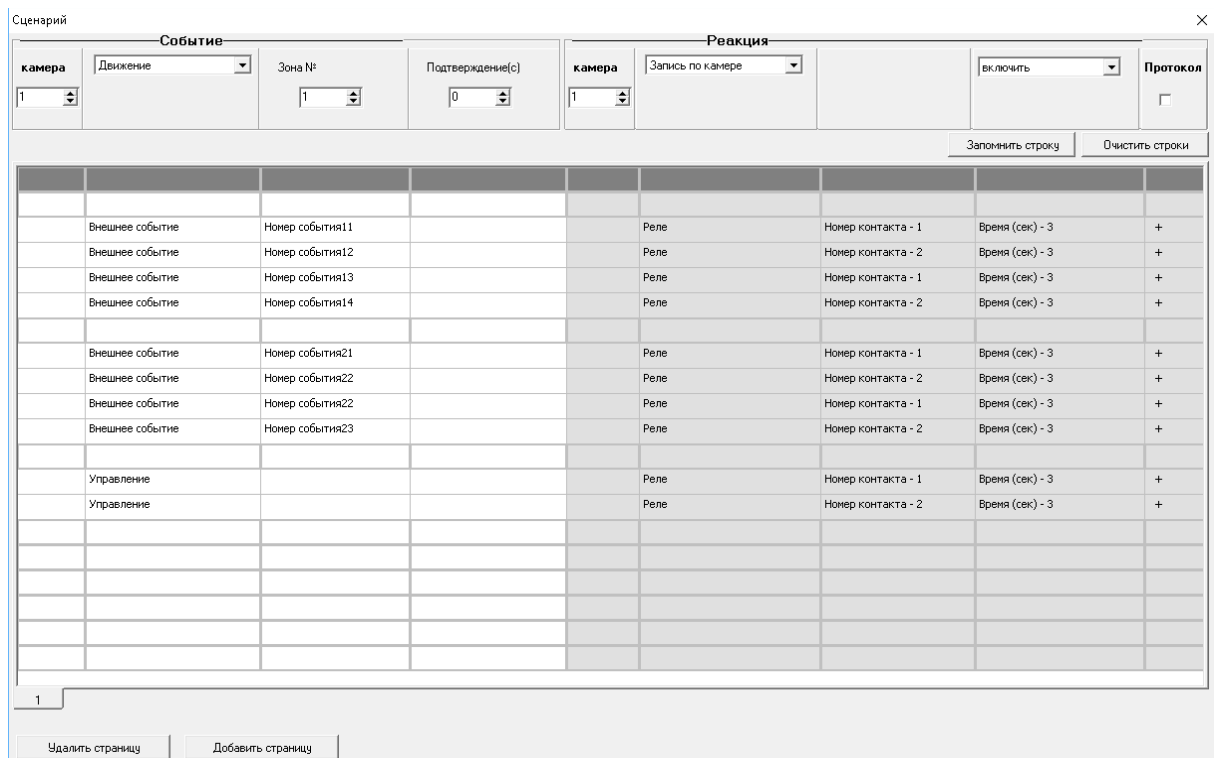 Сценарий
Событие Реакция
камера Движение Зона № Подтверждение(с) камера Запись по камере включить Протокол
1 1 0 1
Запомнить строку Очистить строки
Внешнее событие Номер события11 Реле Номер контакта - 1 Время (сек) - 3 +
Внешнее событие Номер события12 Реле Номер контакта - 2 Время (сек) - 3 +
Внешнее событие Номер события13 Реле Номер контакта - 1 Время (сек) - 3 +
Внешнее событие Номер события14 Реле Номер контакта - 2 Время (сек) - 3 +
Внешнее событие Номер события21 Реле Номер контакта - 1 Время (сек) - 3 +
Внешнее событие Номер события22 Реле Номер контакта - 2 Время (сек) - 3 +
Внешнее событие Номер события22 Реле Номер контакта - 1 Время (сек) - 3 +
Внешнее событие Номер события23 Реле Номер контакта - 2 Время (сек) - 3 +
Управление Реле Номер контакта - 1 Время (сек) - 3 +
Управление Реле Номер контакта - 2 Время (сек) - 3 +
1
Удалить страницу Добавить страницу